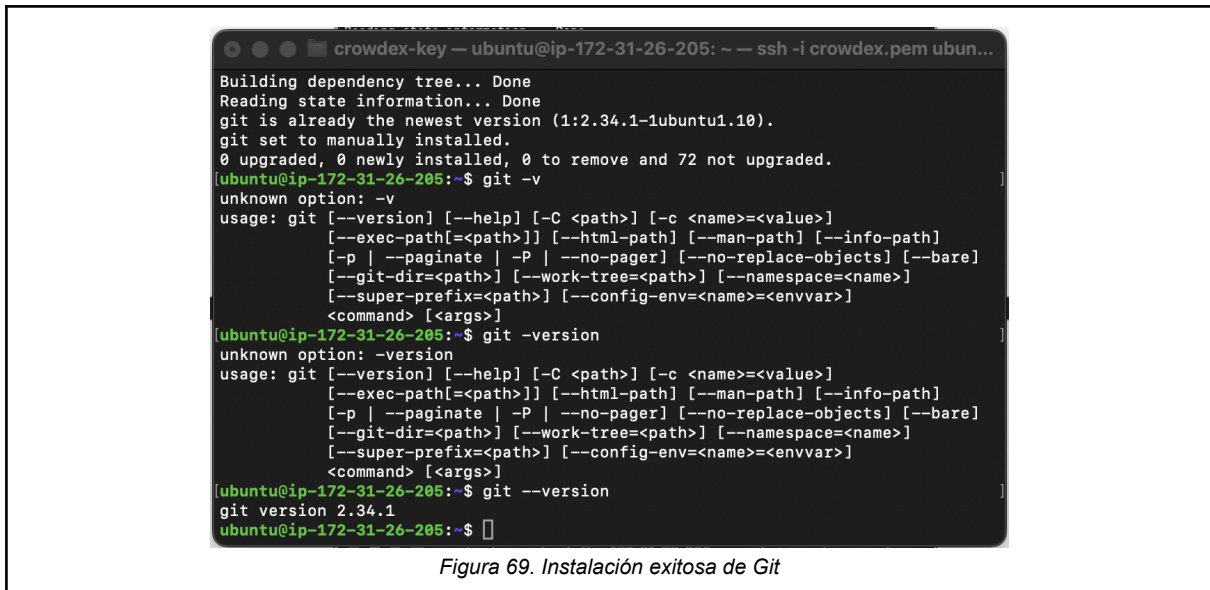 crowdex-key — ubuntu@ip-172-31-26-205: ~ — ssh -i crowdex.pem ubun...
Building dependency tree... Done
Reading state information... Done
git is already the newest version (1:2.34.1-1ubuntu1.10).
git set to manually installed.
0 upgraded, 0 newly installed, 0 to remove and 72 not upgraded.
[ubuntu@ip-172-31-26-205:~$ git -v ]
unknown option: -v
usage: git [--version] [--help] [-C <path>] [-c <name>=<value>]
           [--exec-path[=<path>]] [--html-path] [--man-path] [--info-path]
           [-p | --paginate | -P | --no-pager] [--no-replace-objects] [--bare]
           [--git-dir=<path>] [--work-tree=<path>] [--namespace=<name>]
           [--super-prefix=<path>] [--config-env=<name>=<envvar>]
           <command> [<args>]
[ubuntu@ip-172-31-26-205:~$ git -version ]
unknown option: -version
usage: git [--version] [--help] [-C <path>] [-c <name>=<value>]
           [--exec-path[=<path>]] [--html-path] [--man-path] [--info-path]
           [-p | --paginate | -P | --no-pager] [--no-replace-objects] [--bare]
           [--git-dir=<path>] [--work-tree=<path>] [--namespace=<name>]
           [--super-prefix=<path>] [--config-env=<name>=<envvar>]
           <command> [<args>]
[ubuntu@ip-172-31-26-205:~$ git --version ]
git version 2.34.1
ubuntu@ip-172-31-26-205:~$
Figura 69. Instalación exitosa de Git